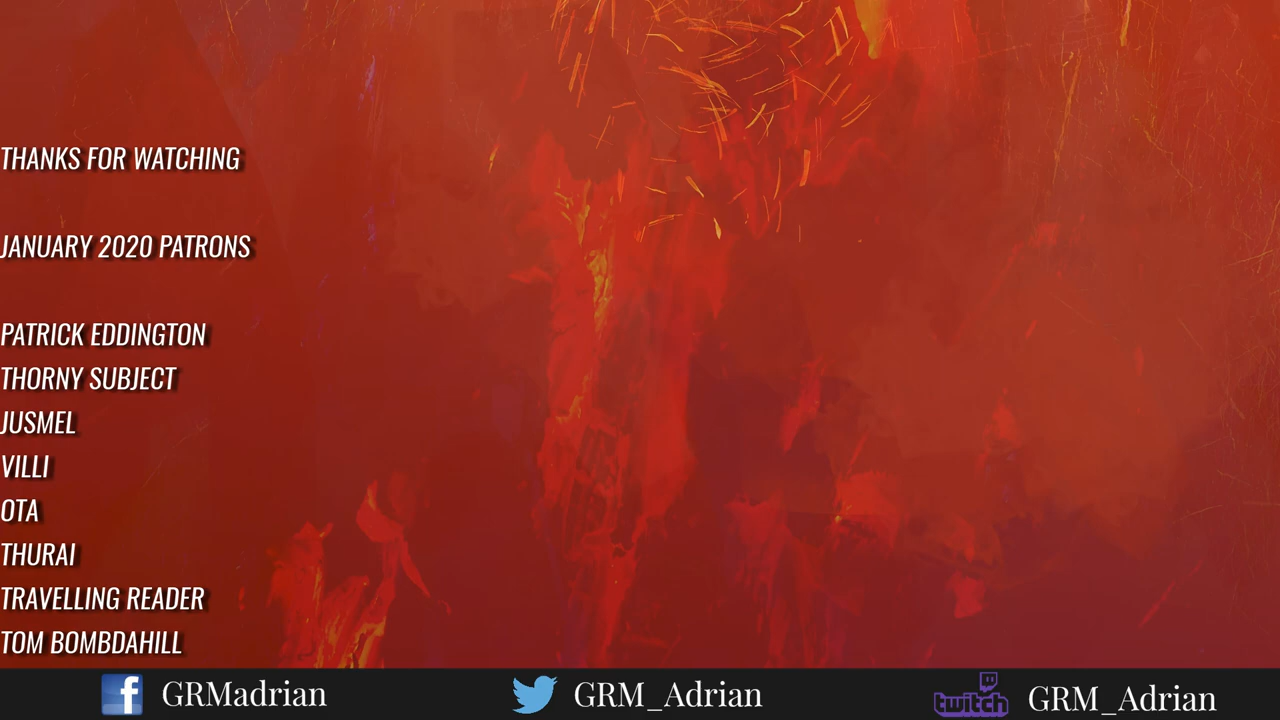 THANKS FOR WATCHING
JANUARY 2020 PATRONS
PATRICK EDDINGTON
THORNY SUBJECT
JUSMEL
VILLI
OTA
THURAI
TRAVELLING READER
TOM BOMBDAHILL
f GRMadrian GRM_Adrian twitch GRM_Adrian